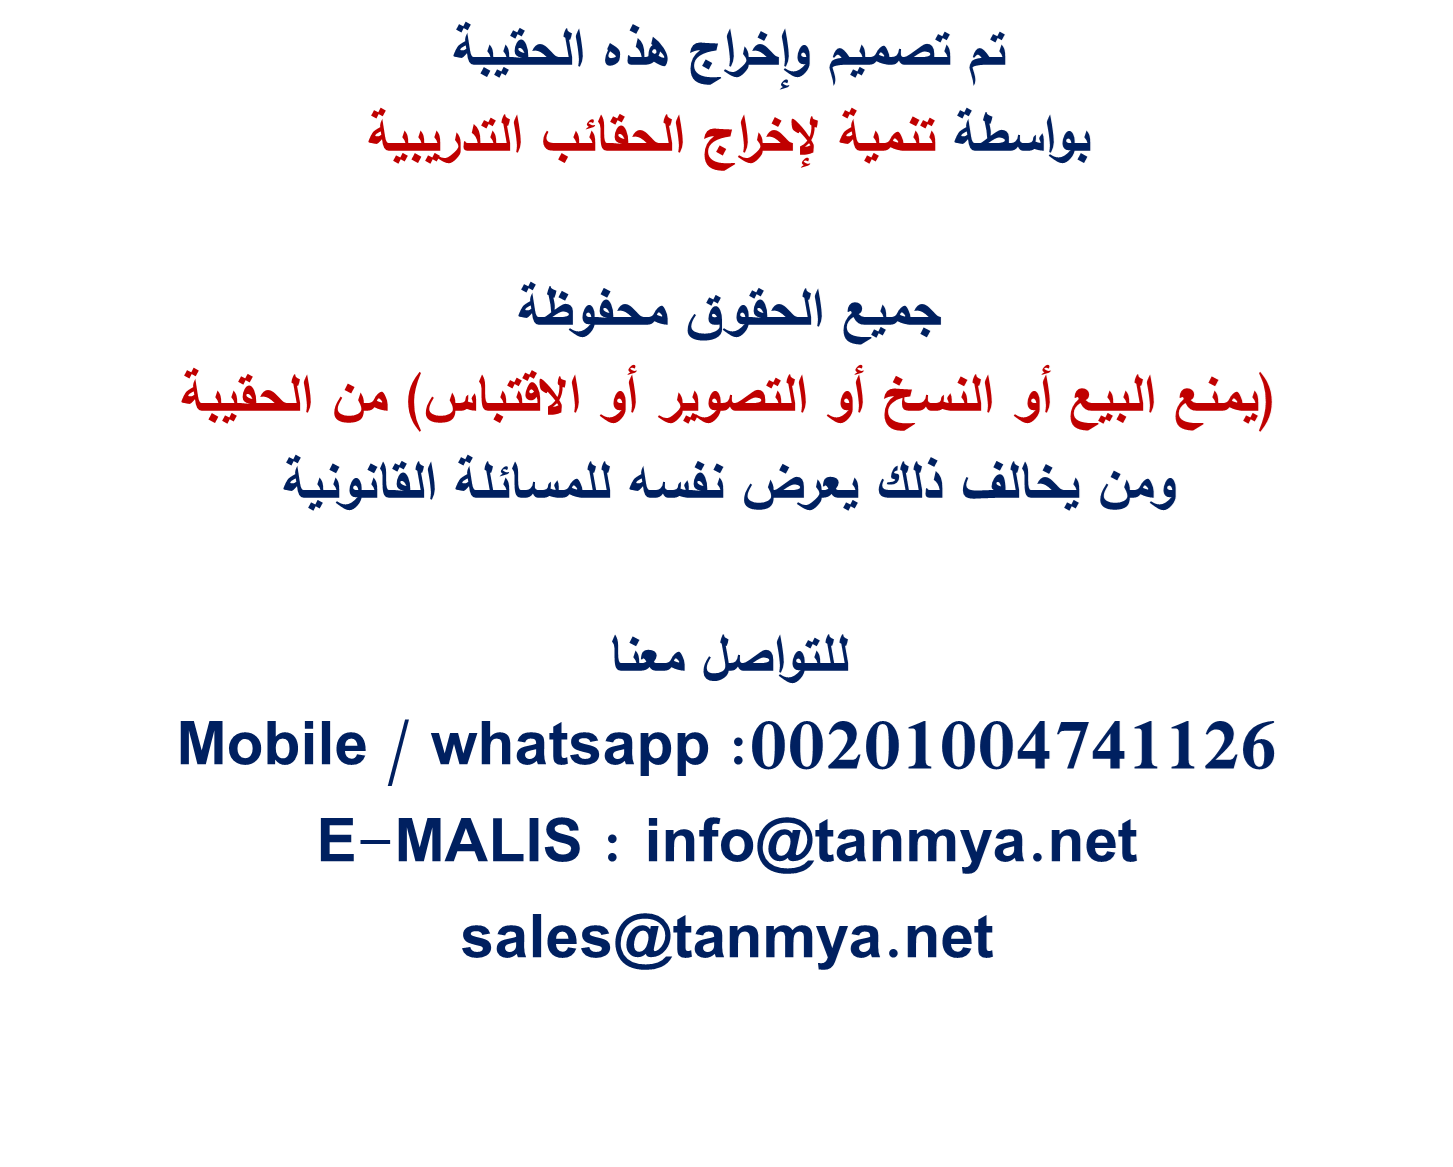 تم تصميم وإخراج هذه الحقيبة
بواسطة تنمية لإخراج الحقائب التدريبية
جميع الحقوق محفوظة
(يمنع البيع أو النسخ أو التصوير أو الاقتباس) من الحقيبة
ومن يخالف ذلك يعرض نفسه للمسائلة القانونية
للتواصل معنا
Mobile / whatsapp :00201004741126
E-MALIS : info@tanmya.net
sales@tanmya.net